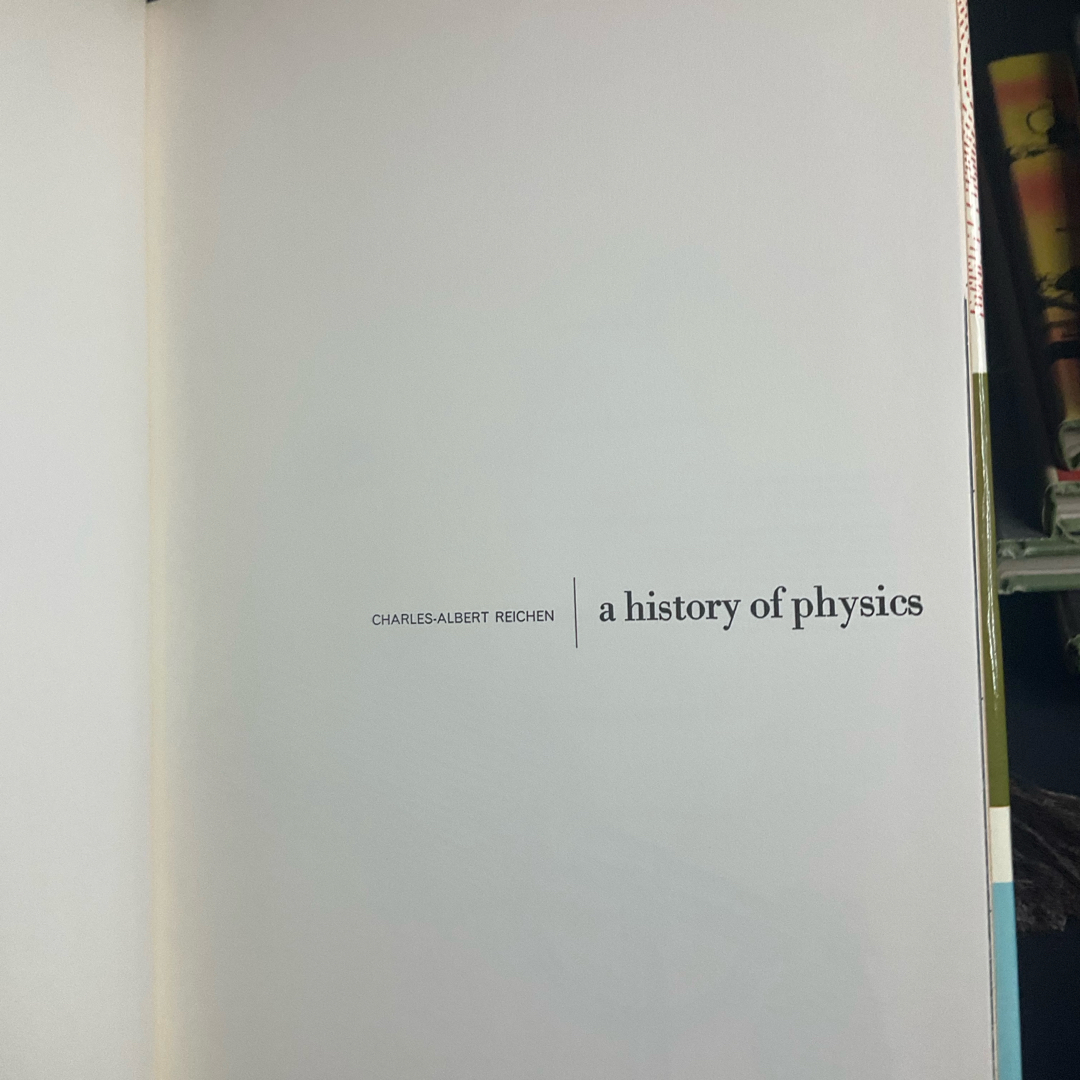 CHARLES-ALBERT REICHEN | a history of physics